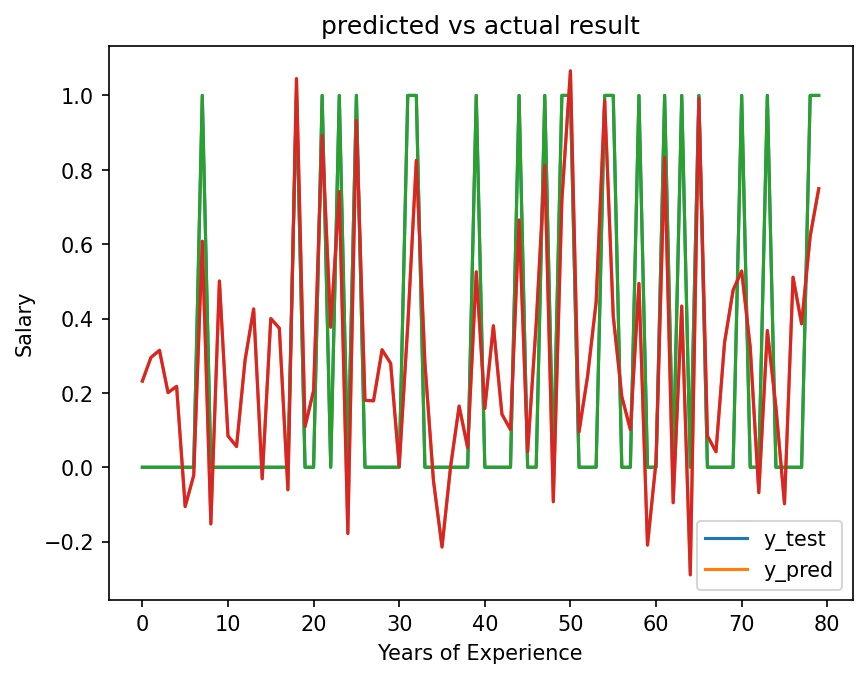 predicted vs actual result
1.0
0.8
0.6
0.4
0.2
0.0
−0.2
Salary
y_test
y_pred
0 10 20 30 40 50 60 70 80
Years of Experience